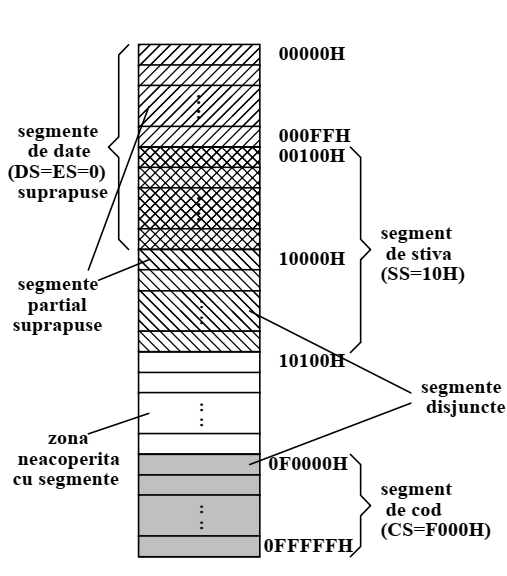 00000H
segmente
de date
(DS=ES=0)
suprapuse
000FFH
00100H
segment
de stiva
(SS=10H)
10000H
segmente
partial
suprapuse
10100H
segmente
disjuncte
zona
neacoperita
cu segmente
0F0000H
segment
de cod
(CS=F000H)
0FFFFFH